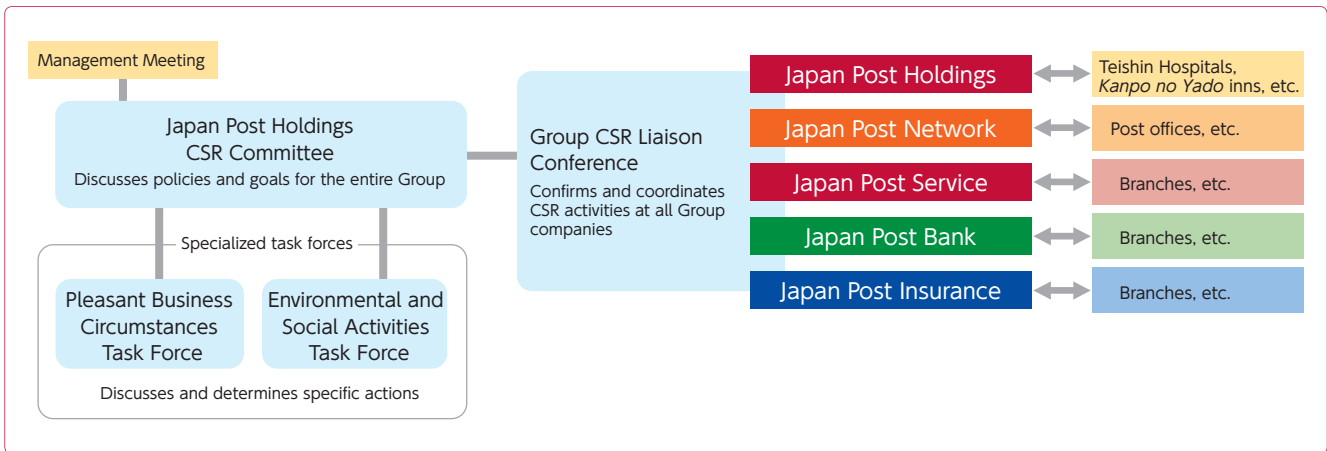 Management Meeting
Japan Post Holdings
CSR Committee
Discusses policies and goals for the entire Group
Specialized task forces
Pleasant Business
Circumstances
Task Force
Environmental and
Social Activities
Task Force
Discusses and determines specific actions
Group CSR Liaison
Conference
Confirms and coordinates
CSR activities at all Group
companies
Japan Post Holdings
Teishin Hospitals,
Kanpo no Yado inns, etc.
Japan Post Network
Post offices, etc.
Japan Post Service
Branches, etc.
Japan Post Bank
Branches, etc.
Japan Post Insurance
Branches, etc.